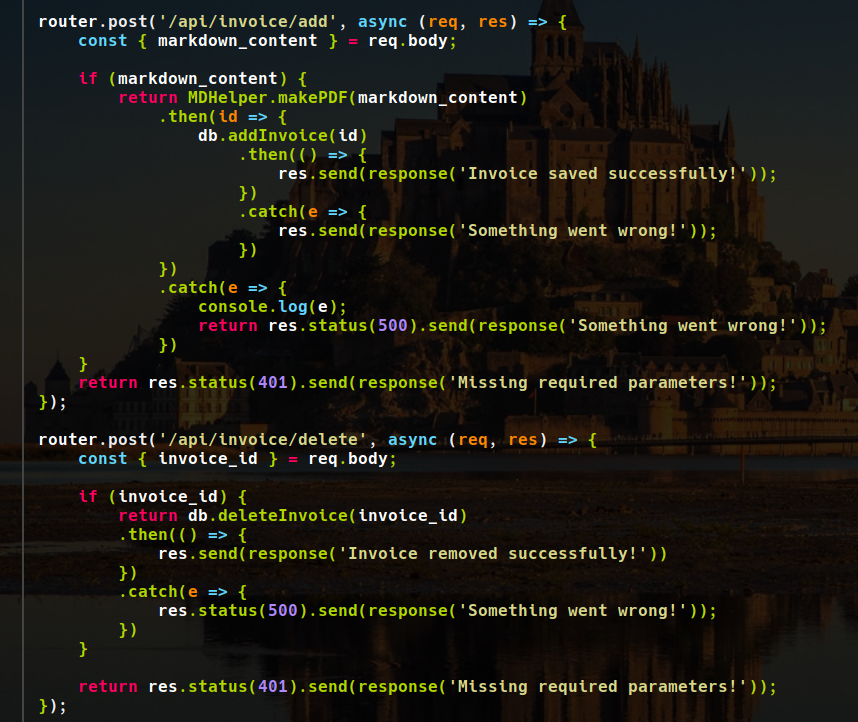 router.post('/api/invoice/add', async (req, res) => {
    const { markdown_content } = req.body;

    if (markdown_content) {
        return MDHelper.makePDF(markdown_content)
            .then(id => {
                db.addInvoice(id)
                    .then(() => {
                        res.send(response('Invoice saved successfully!'));
                    })
                    .catch(e => {
                        res.send(response('Something went wrong!'));
                    })
            })
            .catch(e => {
                console.log(e);
                return res.status(500).send(response('Something went wrong!'));
            })
    }
    return res.status(401).send(response('Missing required parameters!'));
});

router.post('/api/invoice/delete', async (req, res) => {
    const { invoice_id } = req.body;

    if (invoice_id) {
        return db.deleteInvoice(invoice_id)
        .then(() => {
            res.send(response('Invoice removed successfully!'))
        })
        .catch(e => {
            res.status(500).send(response('Something went wrong!'));
        })
    }

    return res.status(401).send(response('Missing required parameters!'));
});